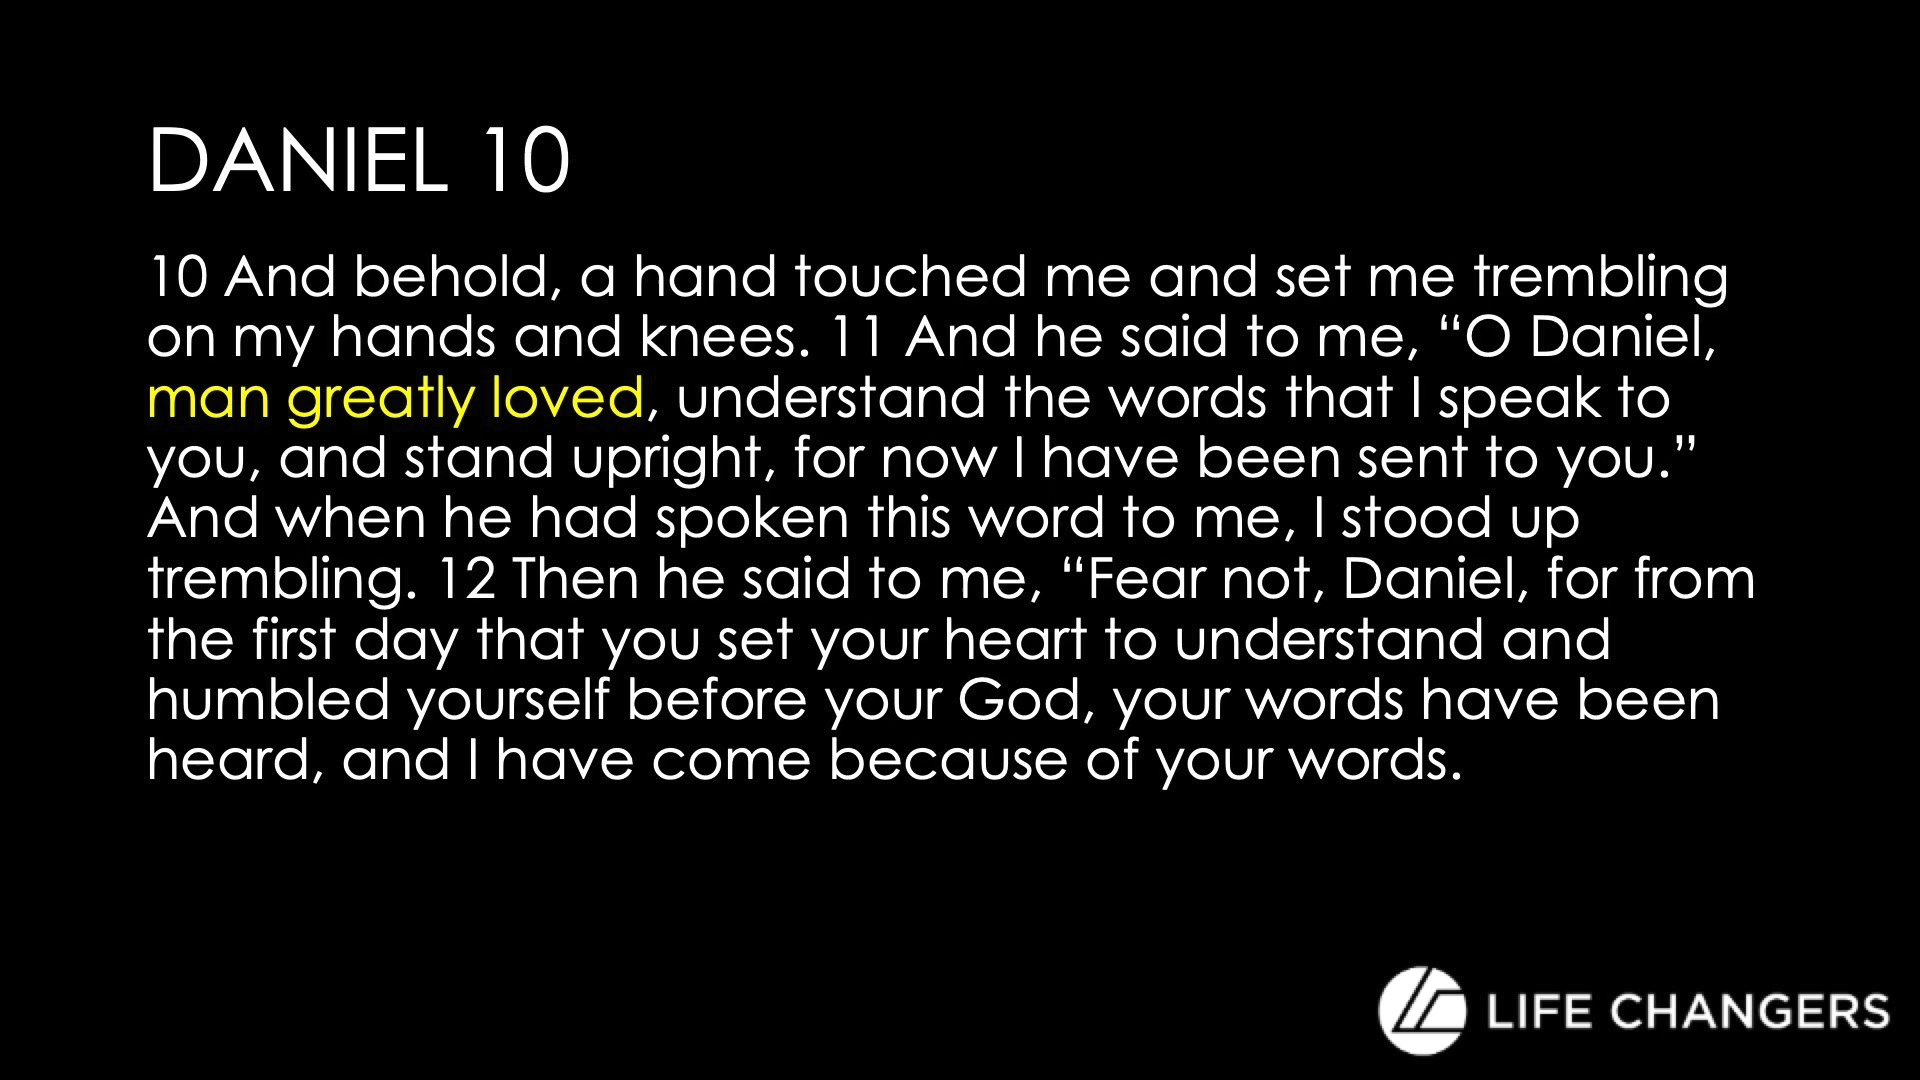 DANIEL 10
10 And behold, a hand touched me and set me trembling
on my hands and knees. 11 And he said to me, “O Daniel,
man greatly loved, understand the words that I speak to
you, and stand upright, for now I have been sent to you.”
And when he had spoken this word to me, I stood up
trembling. 12 Then he said to me, “Fear not, Daniel, for from
the first day that you set your heart to understand and
humbled yourself before your God, your words have been
heard, and I have come because of your words.
LIFE CHANGERS